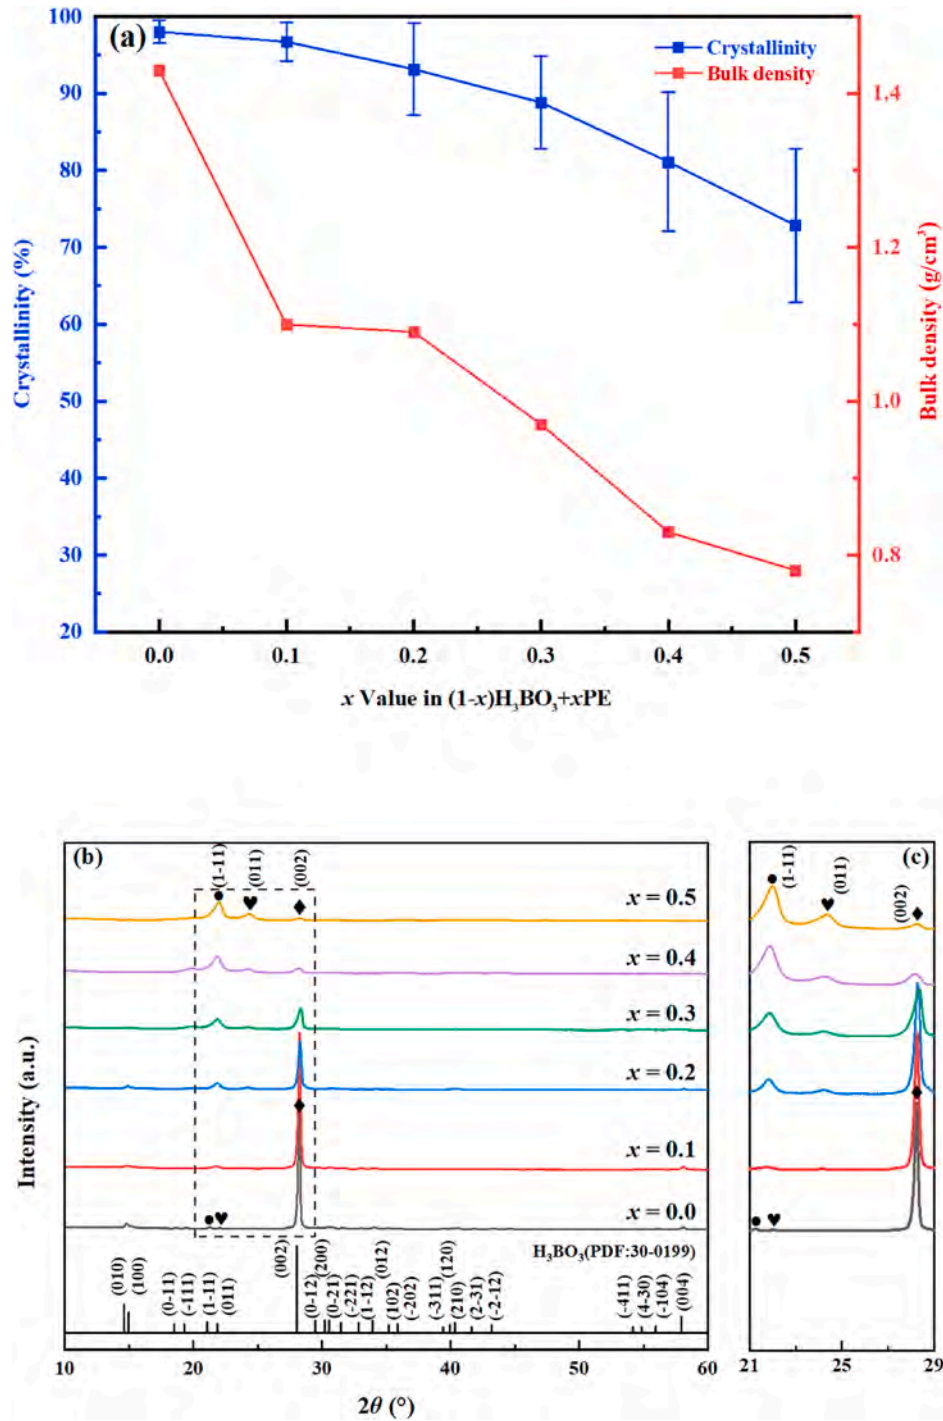 (a)
Crystallinity
Bulk density
100
90
80
70
60
50
40
30
20
Crystallinity (%)
1.4
1.2
1.0
0.8
Bulk density (g/cm³)
0.0 0.1 0.2 0.3 0.4 0.5
x Value in (1-x)H₃BO₃+xPE
(b)
(1-11) (011) (002)
x = 0.5
x = 0.4
x = 0.3
x = 0.2
x = 0.1
x = 0.0
H₃BO₃(PDF:30-0199)
(010) (100) (0-11) (-111) (1-11) (011) (002) (0-12) (200) (0-21) (-221) (1-12) (012) (102) (-202) (-311) (120) (210) (2-31) (-2-12) (-411) (4-30) (-104) (004)
Intensity (a.u.)
10 20 30 40 50 60
2θ (°)
(c)
(1-11) (011) (002)
21 25 29